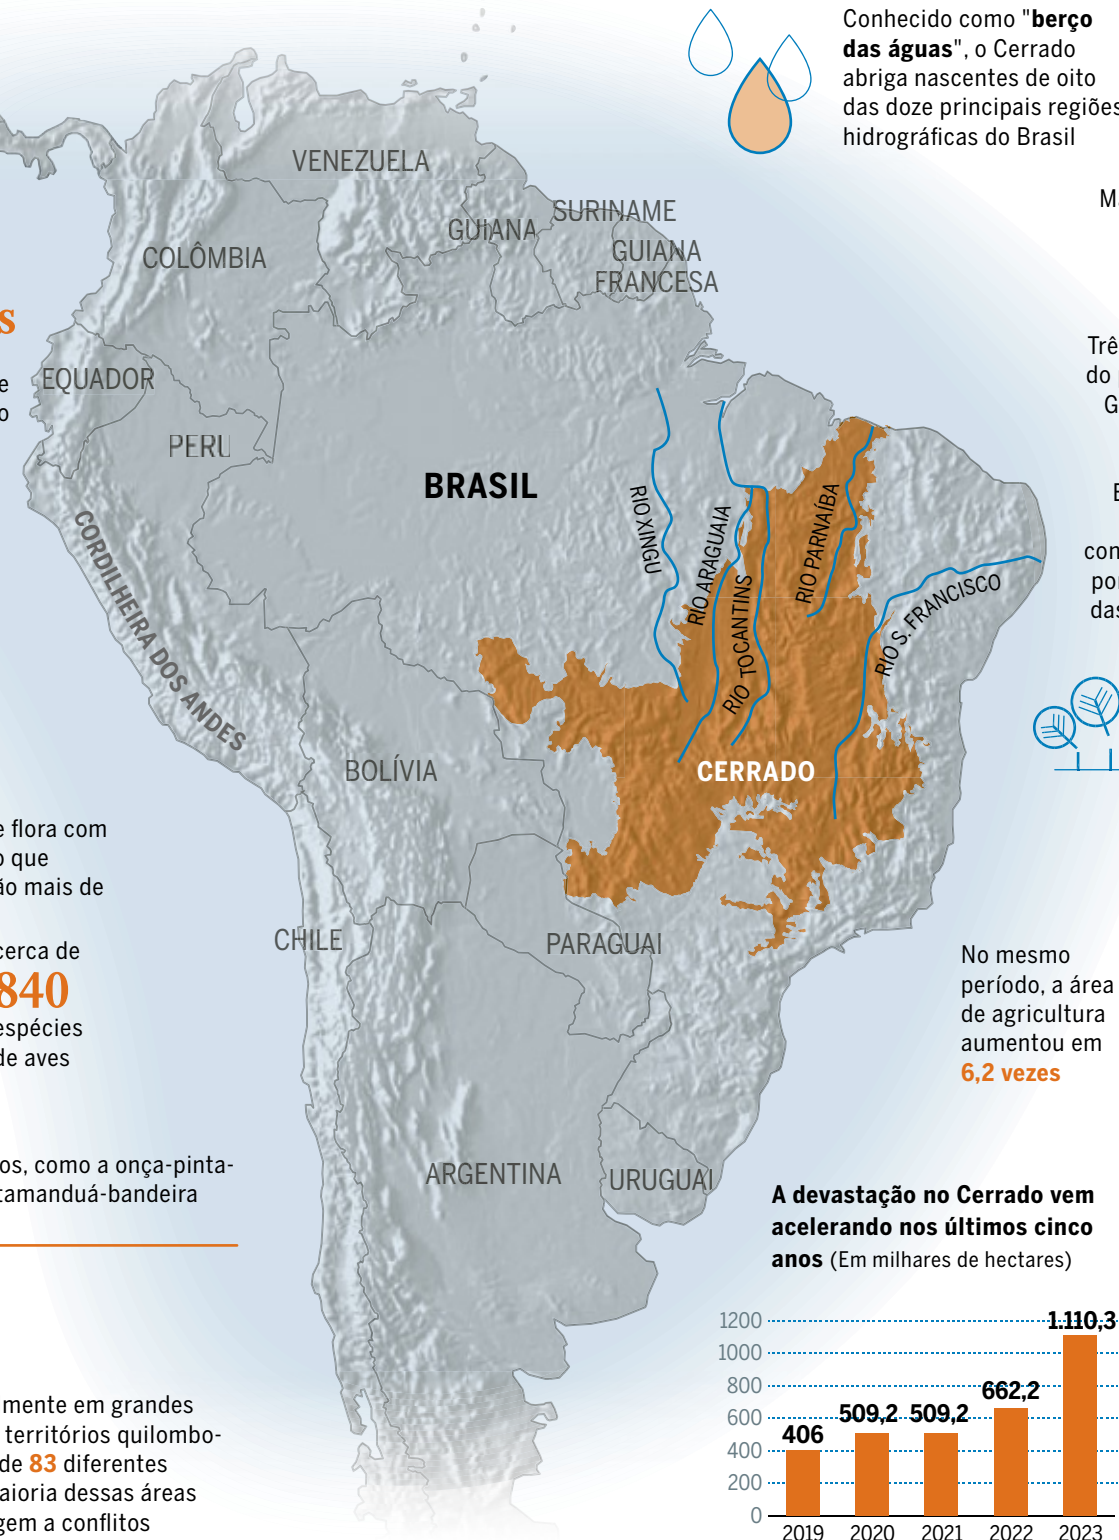 Conhecido como "berço
das águas", o Cerrado
abriga nascentes de oito
das doze principais regiões
hidrográficas do Brasil
VENEZUELA
SURINAME
GUIANA
GUIANA
FRANCESA
COLÔMBIA
s
EQUADOR
e
o
PERU
BRASIL
CORDILHEIRA DOS ANDES
RIO XINGU
RIO ARAGUAIA
RIO TOCANTINS
RIO PARNAÍBA
RIO S. FRANCISCO
CERRADO
BOLÍVIA
CHILE
PARAGUAI
ARGENTINA
URUGUAI
Ma
Trê
do
G
E
con
por
das
e flora com
o que
ão mais de
cerca de
840
espécies
de aves
os, como a onça-pinta-
tamanduá-bandeira
mente em grandes
territórios quilombo-
de 83 diferentes
aioria dessas áreas
gem a conflitos
No mesmo
período, a área
de agricultura
aumentou em
6,2 vezes
A devastação no Cerrado vem
acelerando nos últimos cinco
anos (Em milhares de hectares)
1200
1000
800
600
400
200
0
406
509,2
509,2
662,2
1.110,3
2019 2020 2021 2022 2023